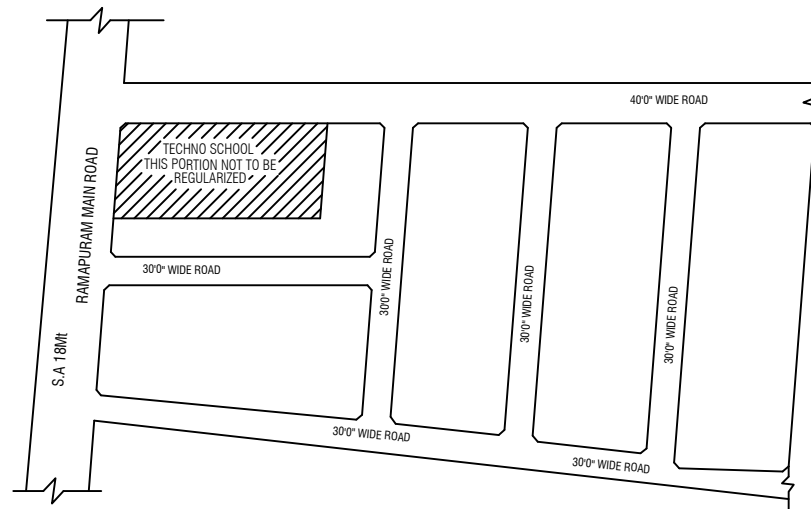 40'0" WIDE ROAD
TECHNO SCHOOL
THIS PORTION NOT TO BE
REGULARIZED
RAMAPURAM MAIN ROAD
S.A 18Mt
30'0" WIDE ROAD
30'0" WIDE ROAD
30'0" WIDE ROAD
30'0" WIDE ROAD
30'0" WIDE ROAD
30'0" WIDE ROAD